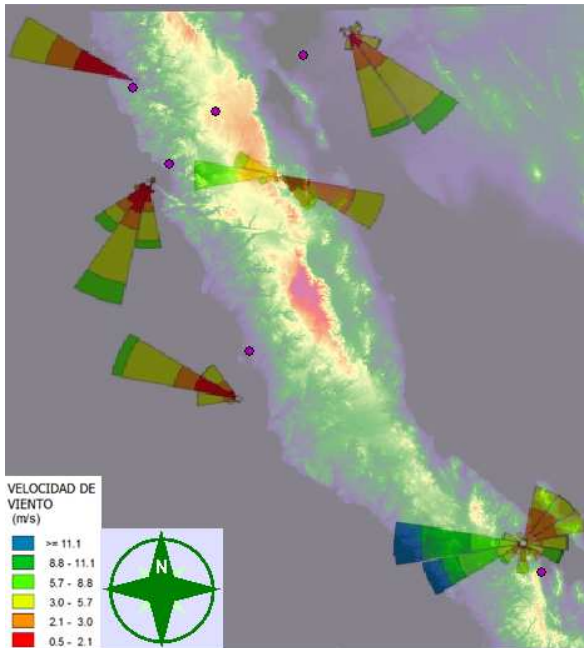 VELOCIDAD DE
VIENTO
(m/s)
>= 11.1
8.8 - 11.1
5.7 - 8.8
3.0 - 5.7
2.1 - 3.0
0.5 - 2.1
N